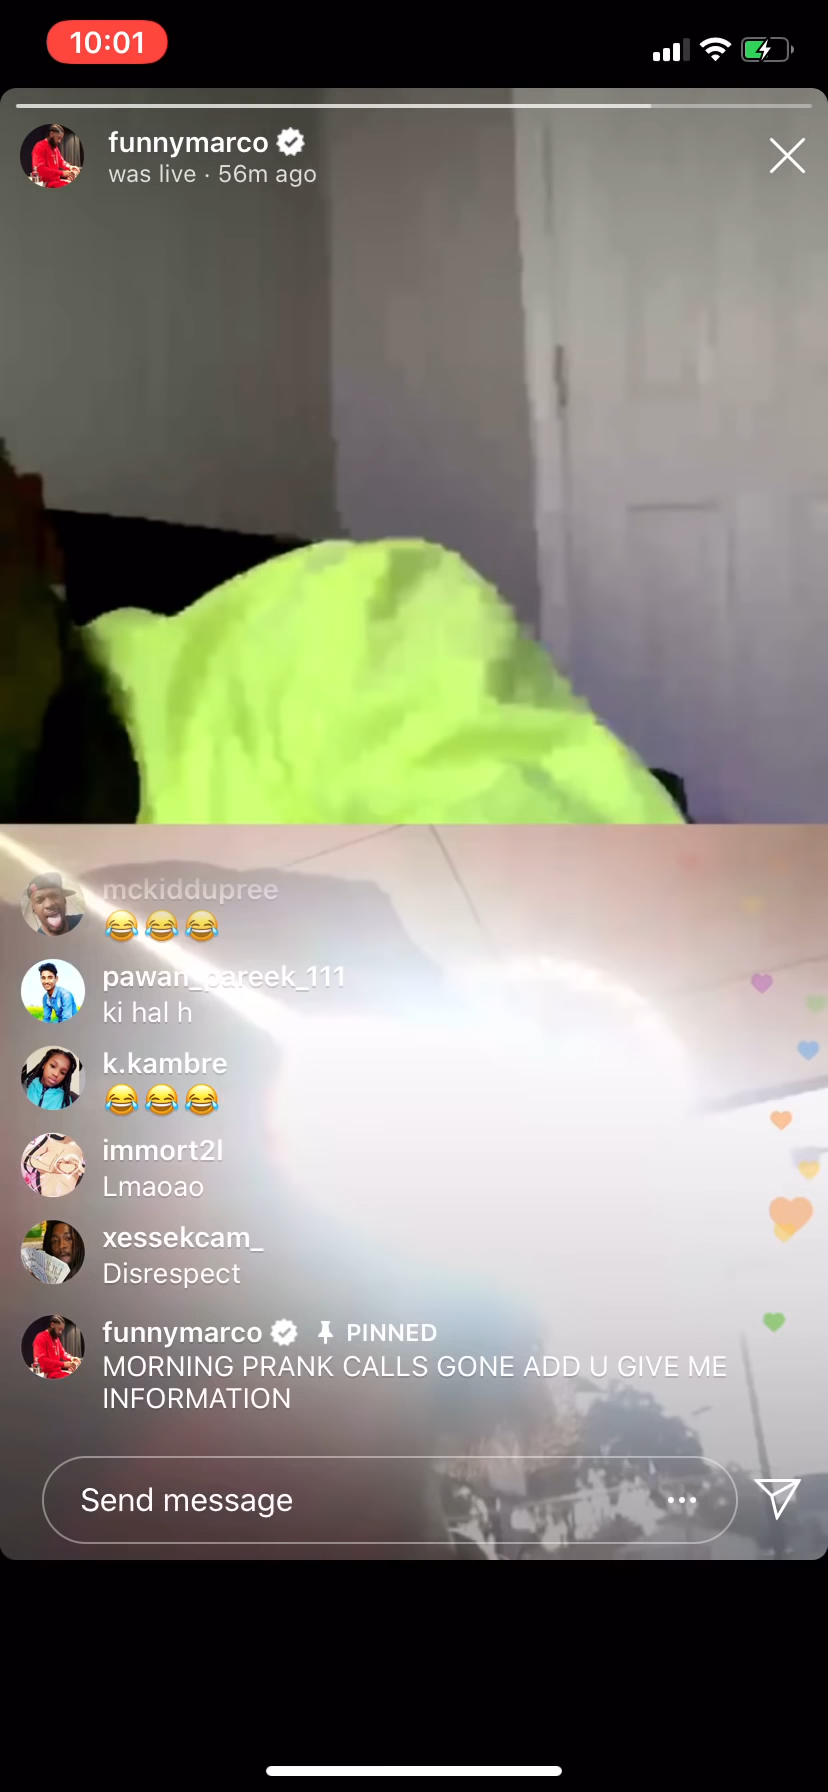 10:01
funnymarco
was live · 56m ago
mckiddupree
😂😂😂
pawan_pareek_111
ki hal h
k.kambre
😂😂😂
immort2l
Lmaoao
xessekcam_
Disrespect
funnymarco PINNED
MORNING PRANK CALLS GONE ADD U GIVE ME
INFORMATION
Send message